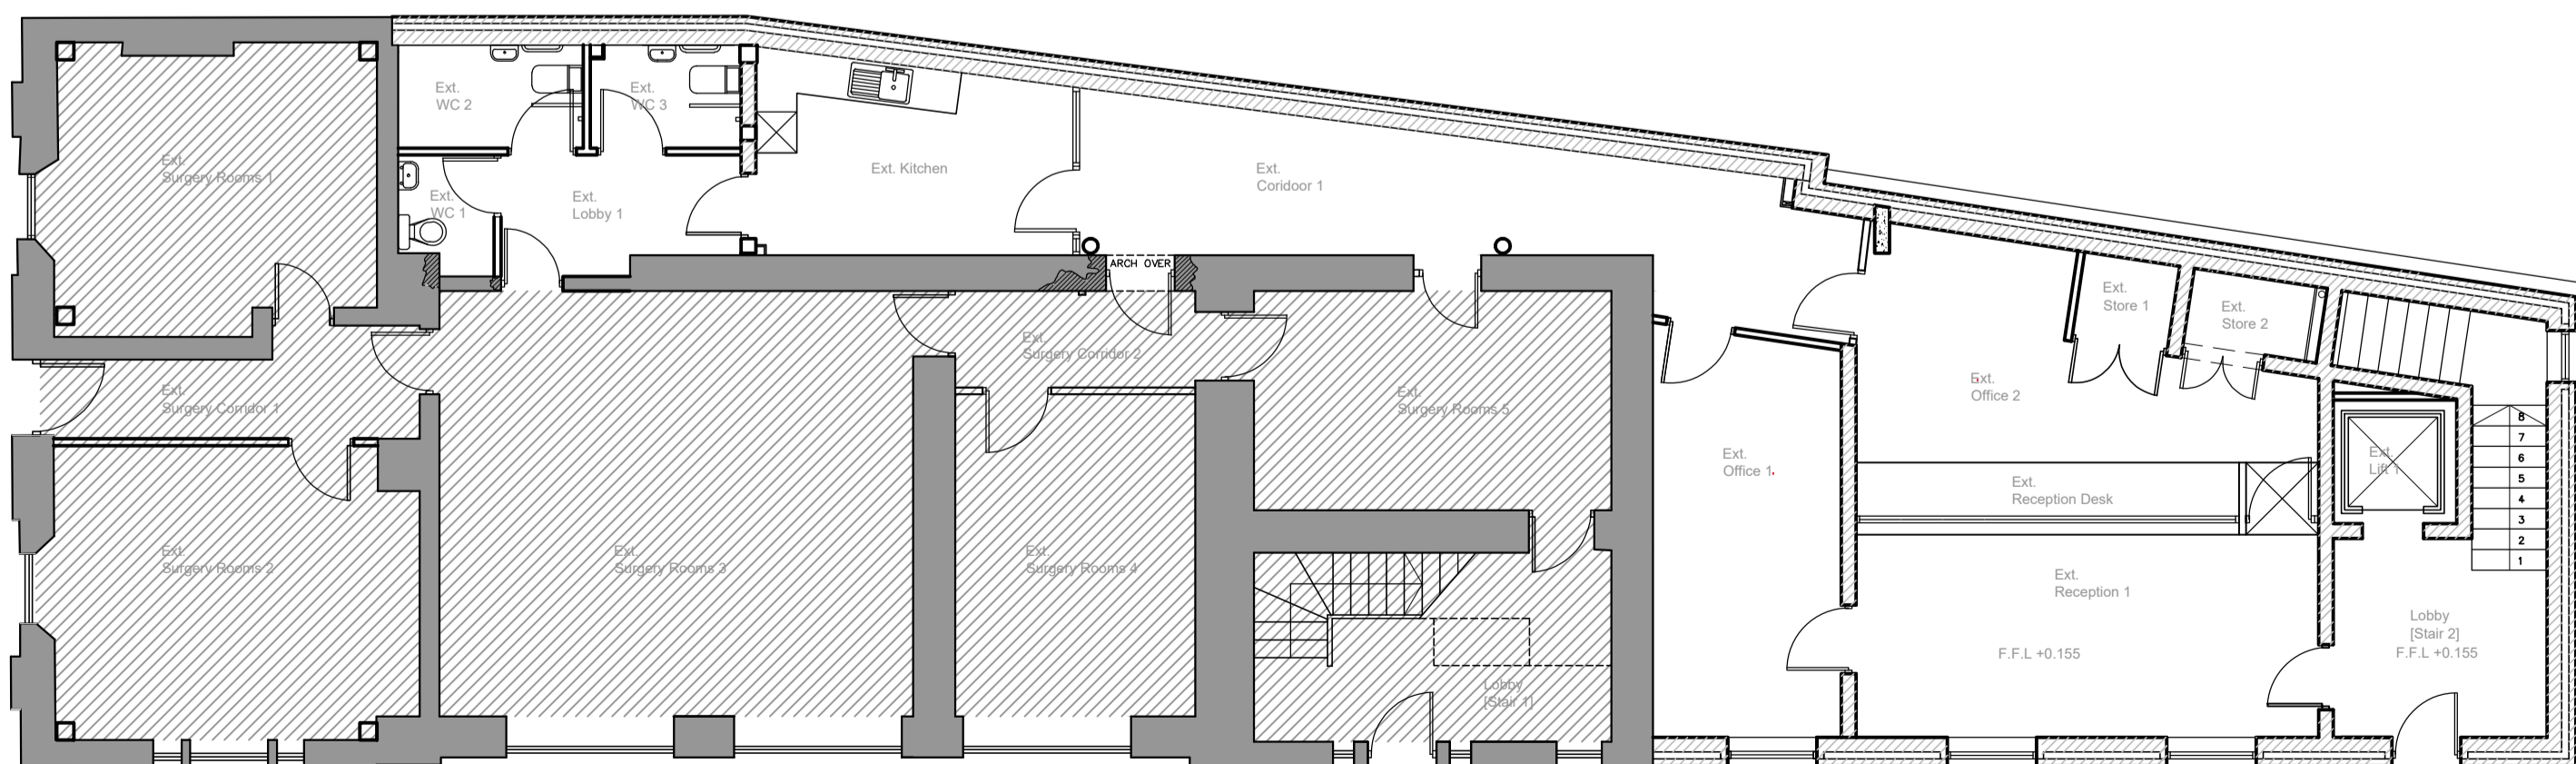 Ext.
WC 2
Ext.
WC 3
Ext.
Surgery Rooms 1
Ext.
WC 1
Ext.
Lobby 1
Ext. Kitchen
Ext.
Coridoor 1
ARCH OVER
Ext.
Surgery Corridor 1
Ext.
Surgery Corridor 2
Ext.
Surgery Rooms 5
Ext.
Store 1
Ext.
Store 2
Ext.
Office 2
Ext.
Office 1
Ext.
Reception Desk
Ext.
Lift 1
8
7
6
5
4
3
2
1
Ext.
Surgery Rooms 2
Ext.
Surgery Rooms 3
Ext.
Surgery Rooms 4
Ext.
Reception 1
F.F.L +0.155
Lobby
[Stair 2]
F.F.L +0.155
Lobby
[Stair 1]